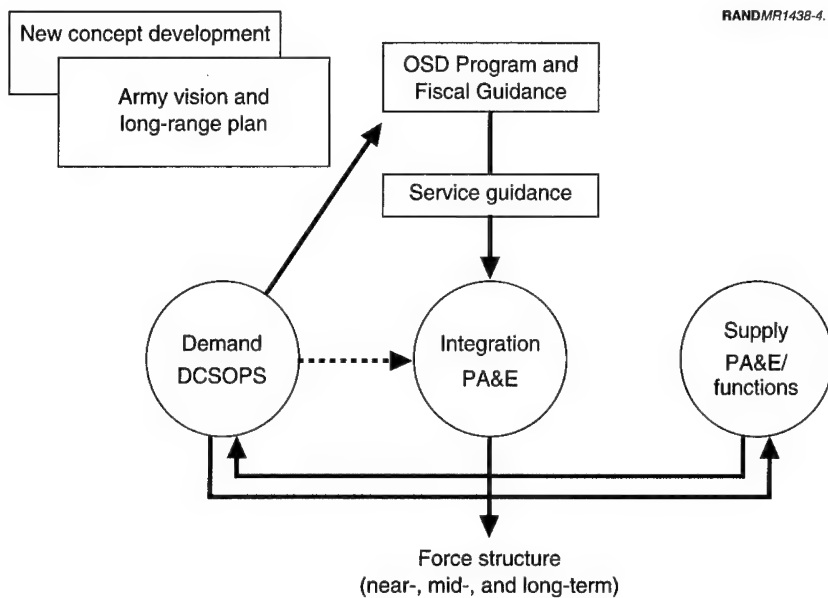 RANDMR1438-4.
New concept development
Army vision and
long-range plan
OSD Program and
Fiscal Guidance
Service guidance
Demand
DCSOPS
Integration
PA&E
Supply
PA&E/
functions
Force structure
(near-, mid-, and long-term)